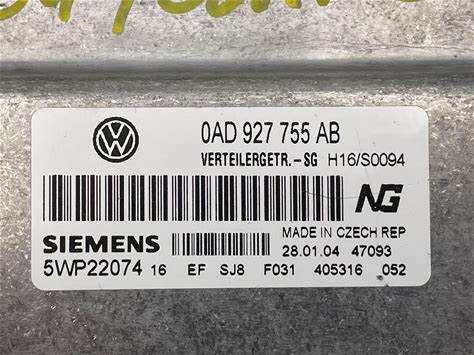 0AD 927 755 AB
VERTEILERGETR.-SG H16/S0094
NG
MADE IN CZECH REP
SIEMENS 28.01.04 47093
5WP22074 16 EF SJ8 F031 405316 052